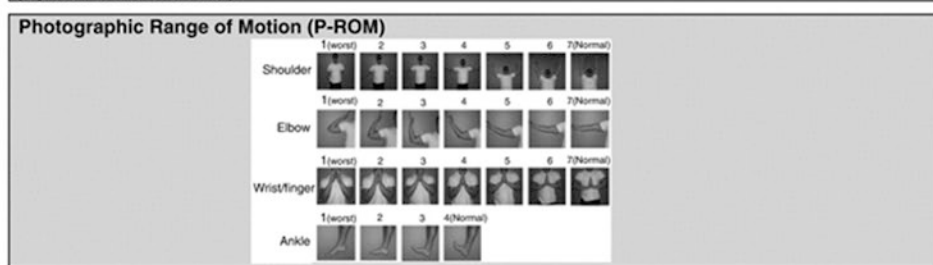 Photographic Range of Motion (P-ROM)
1(worst) 2 3 4 5 6 7(Normal)
Shoulder
1(worst) 2 3 4 5 6 7(Normal)
Elbow
1(worst) 2 3 4 5 6 7(Normal)
Wrist/finger
1(worst) 2 3 4(Normal)
Ankle